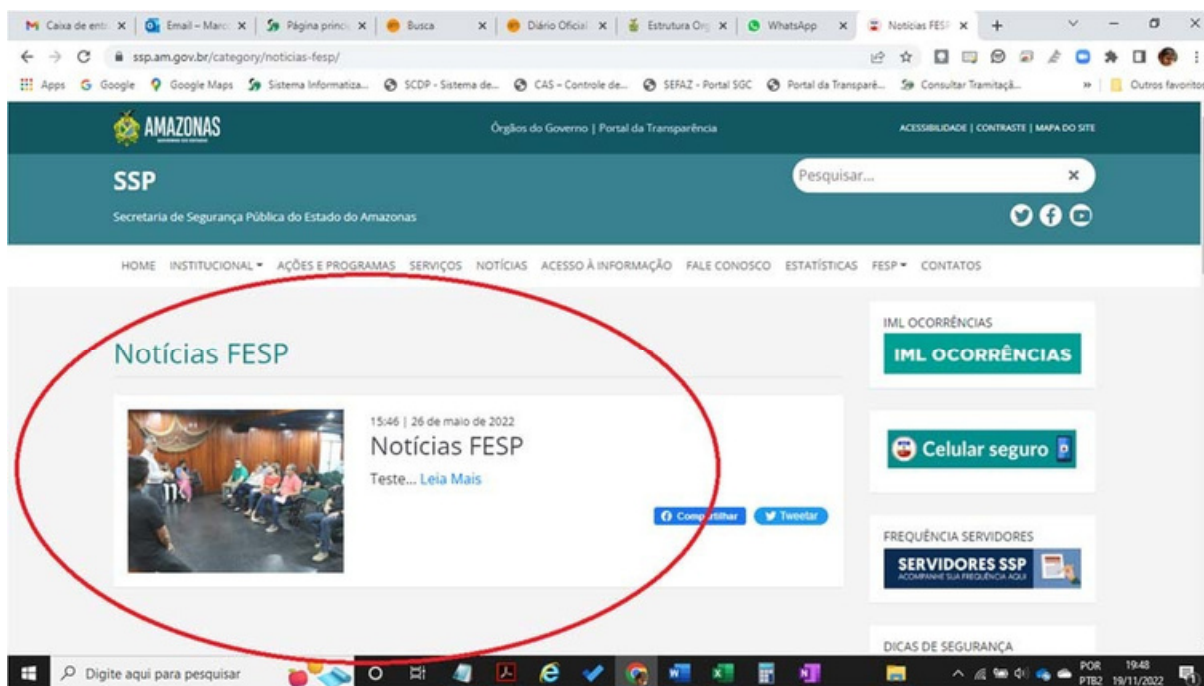 Caixa de entr
Email – Marc
Página princi
Busca
Diário Oficial
Estrutura Org
WhatsApp
Notícias FESP
ssp.am.gov.br/category/noticias-fesp/
Apps
Google
Google Maps
Sistema Informatiza...
SCDP - Sistema de...
CAS – Controle de...
SEFAZ - Portal SGC
Portal da Transparê...
Consultar Tramitaçã...
»
Outros favoritos
AMAZONAS
Órgãos do Governo | Portal da Transparência
ACESSIBILIDADE | CONTRASTE | MAPA DO SITE
SSP
Pesquisar...
Secretaria de Segurança Pública do Estado do Amazonas
HOME INSTITUCIONAL AÇÕES E PROGRAMAS SERVIÇOS NOTÍCIAS ACESSO À INFORMAÇÃO FALE CONOSCO ESTATÍSTICAS FESP CONTATOS
Notícias FESP
15:46 | 26 de maio de 2022
Notícias FESP
Teste... Leia Mais
Compartilhar
Tweetar
IML OCORRÊNCIAS
IML OCORRÊNCIAS
Celular seguro
FREQUÊNCIA SERVIDORES
SERVIDORES SSP
ACOMPANHE SUA FREQUÊNCIA AQUI
DICAS DE SEGURANÇA
Digite aqui para pesquisar
POR
PTB2
19:48
19/11/2022